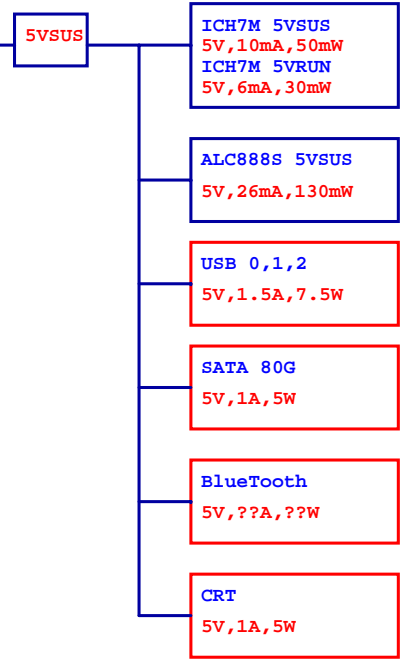 5VSUS
ICH7M 5VSUS
5V,10mA,50mW
ICH7M 5VRUN
5V,6mA,30mW
ALC888S 5VSUS
5V,26mA,130mW
USB 0,1,2
5V,1.5A,7.5W
SATA 80G
5V,1A,5W
BlueTooth
5V,??A,??W
CRT
5V,1A,5W